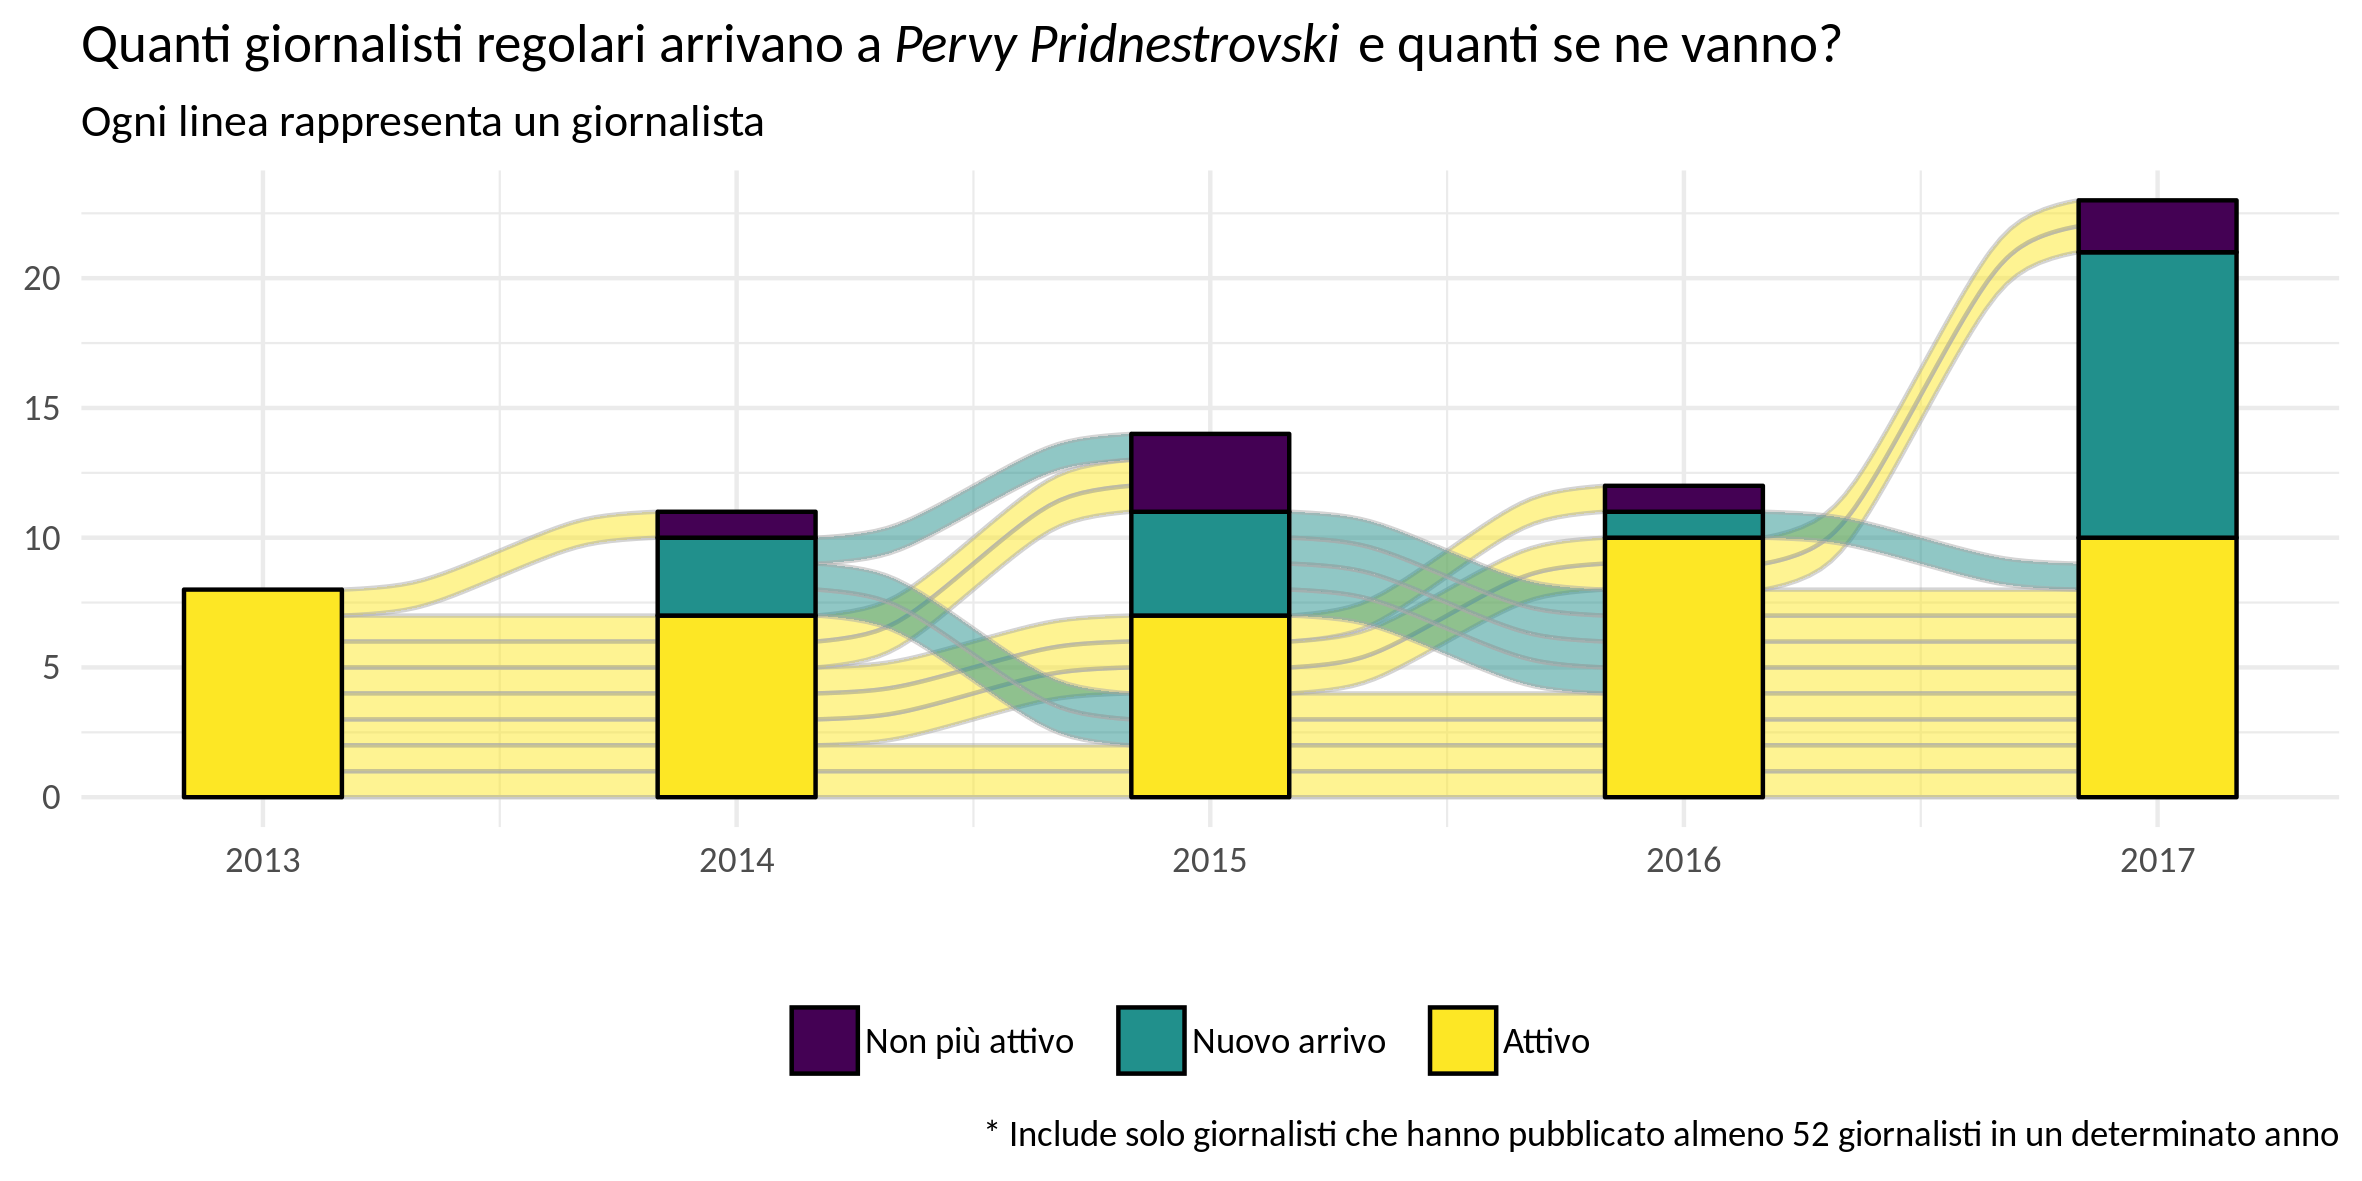 Quanti giornalisti regolari arrivano a Pervy Pridnestrovski e quanti se ne vanno?
Ogni linea rappresenta un giornalista
20
15
10
5
0
2013 2014 2015 2016 2017
Non più attivo Nuovo arrivo Attivo
* Include solo giornalisti che hanno pubblicato almeno 52 giornalisti in un determinato anno